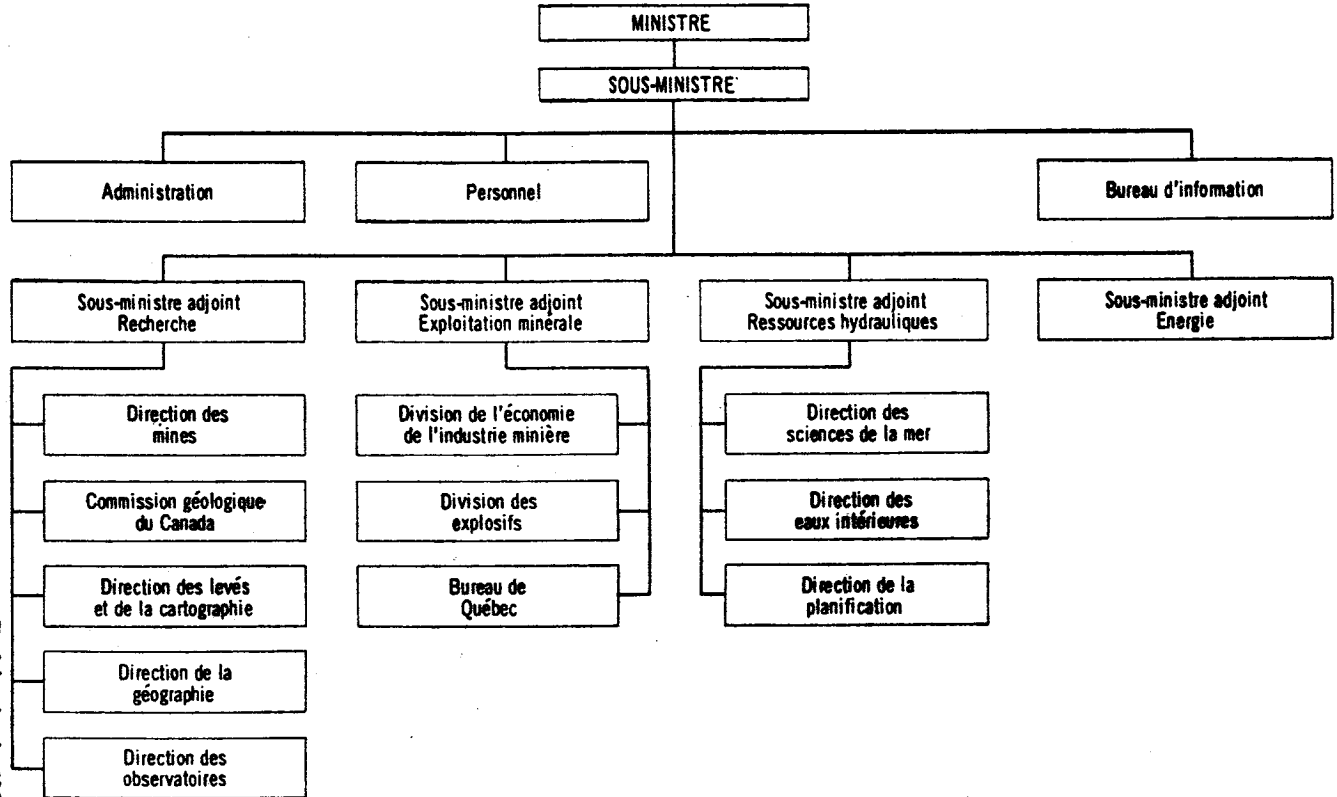 MINISTRE
SOUS-MINISTRE
Administration
Personnel
Bureau d'information
Sous-ministre adjoint
Recherche
Sous-ministre adjoint
Exploitation minérale
Sous-ministre adjoint
Ressources hydrauliques
Sous-ministre adjoint
Energie
Direction des
mines
Commission géologique
du Canada
Direction des levés
et de la cartographie
Direction de la
géographie
Direction des
observatoires
Division de l'économie
de l'industrie minière
Division des
explosifs
Bureau de
Québec
Direction des
sciences de la mer
Direction des
eaux intérieures
Direction de la
planification